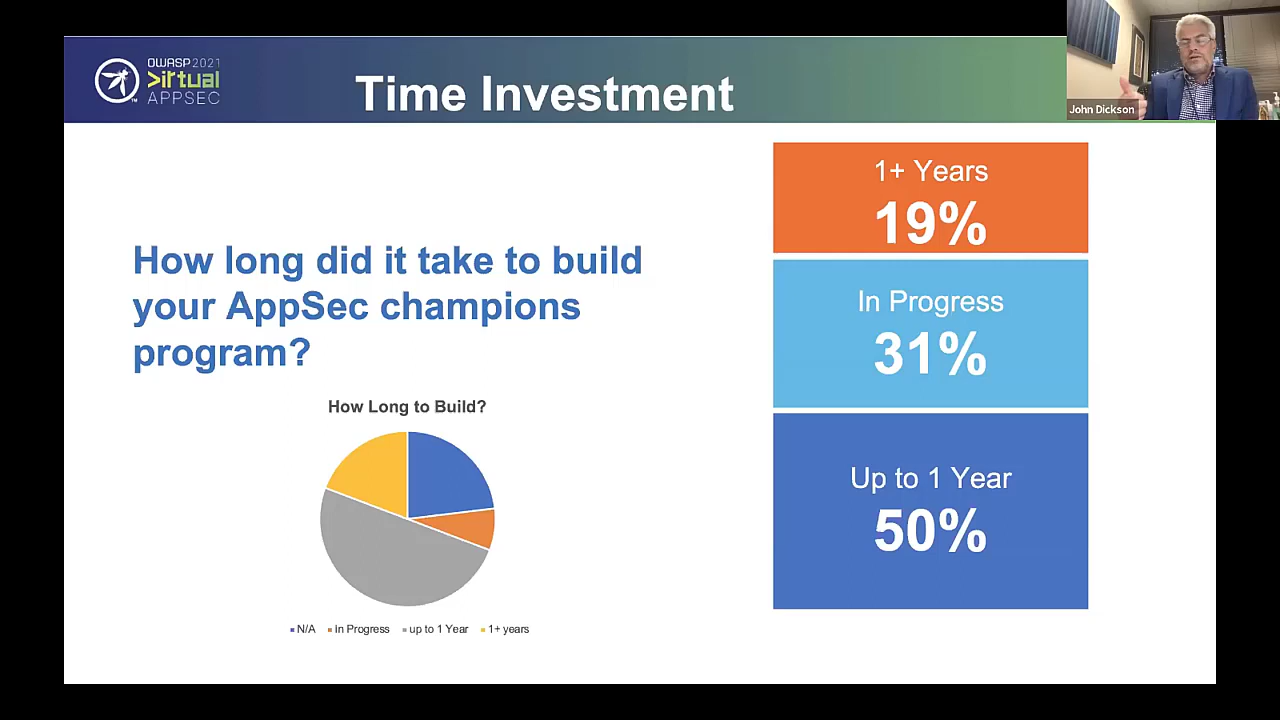 OWASP 2021
>irtual
APPSEC
Time Investment
John Dickson
How long did it take to build
your AppSec champions
program?
How Long to Build?
N/A In Progress up to 1 Year 1+ years
1+ Years
19%
In Progress
31%
Up to 1 Year
50%